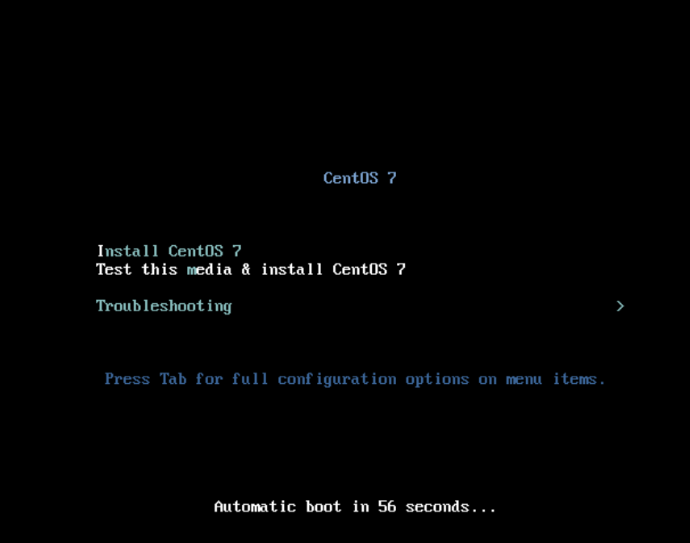 CentOS 7
Install CentOS 7
Test this media & install CentOS 7
Troubleshooting >
Press Tab for full configuration options on menu items.
Automatic boot in 56 seconds...